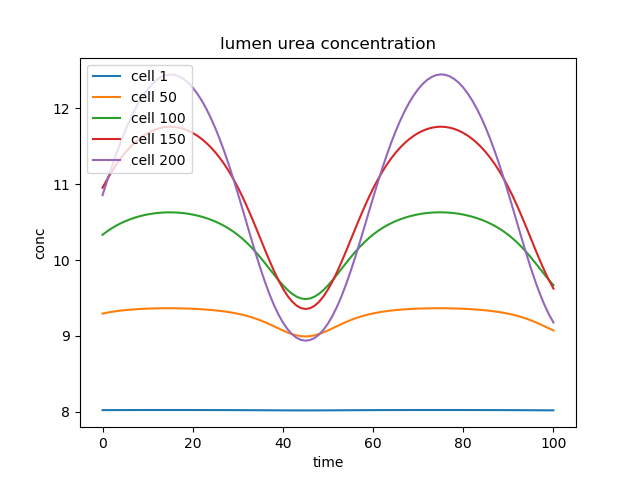 lumen urea concentration
cell 1
cell 50
cell 100
cell 150
cell 200
12
11
10
9
8
conc
0 20 40 60 80 100
time